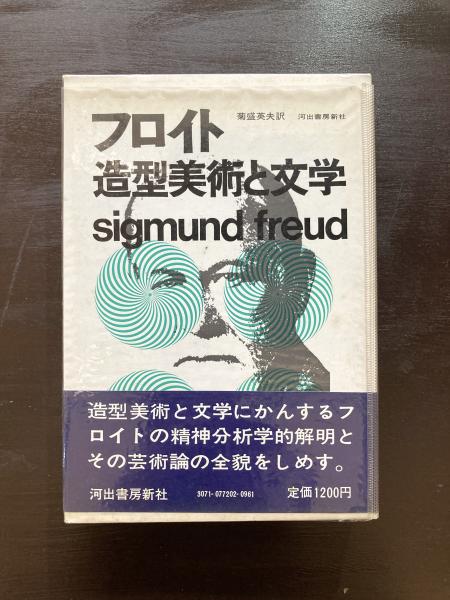 フロイト
菊盛英夫訳 河出書房新社
造型美術と文学
sigmund freud
造型美術と文学にかんするフ
ロイトの精神分析学的解明と
その芸術論の全貌をしめす。
河出書房新社 3071-077202-0961 定価1200円